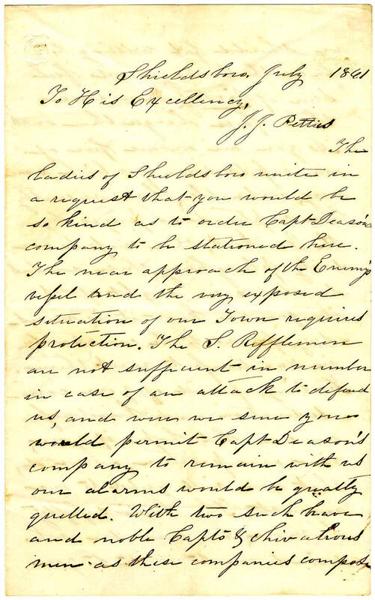 Shieldsboro, July 1861
To His Excellency,
J. J. Pettus
The
Ladies of Shieldsboro unite in
a request that you would be
so kind as to order Capt Deason's
company to be stationed here.
The near approach of the Enemy's
vessel and the very exposed
situation of our Town requires
protection. The S. Rifflemen
are not sufficient in number
in case of an attack to defend
us, and were we sure you
would permit Capt Deason's
company to remain with us
our alarms would be greatly
quelled. With two such brave
and noble Capts & chivalrous
men as these companies compose